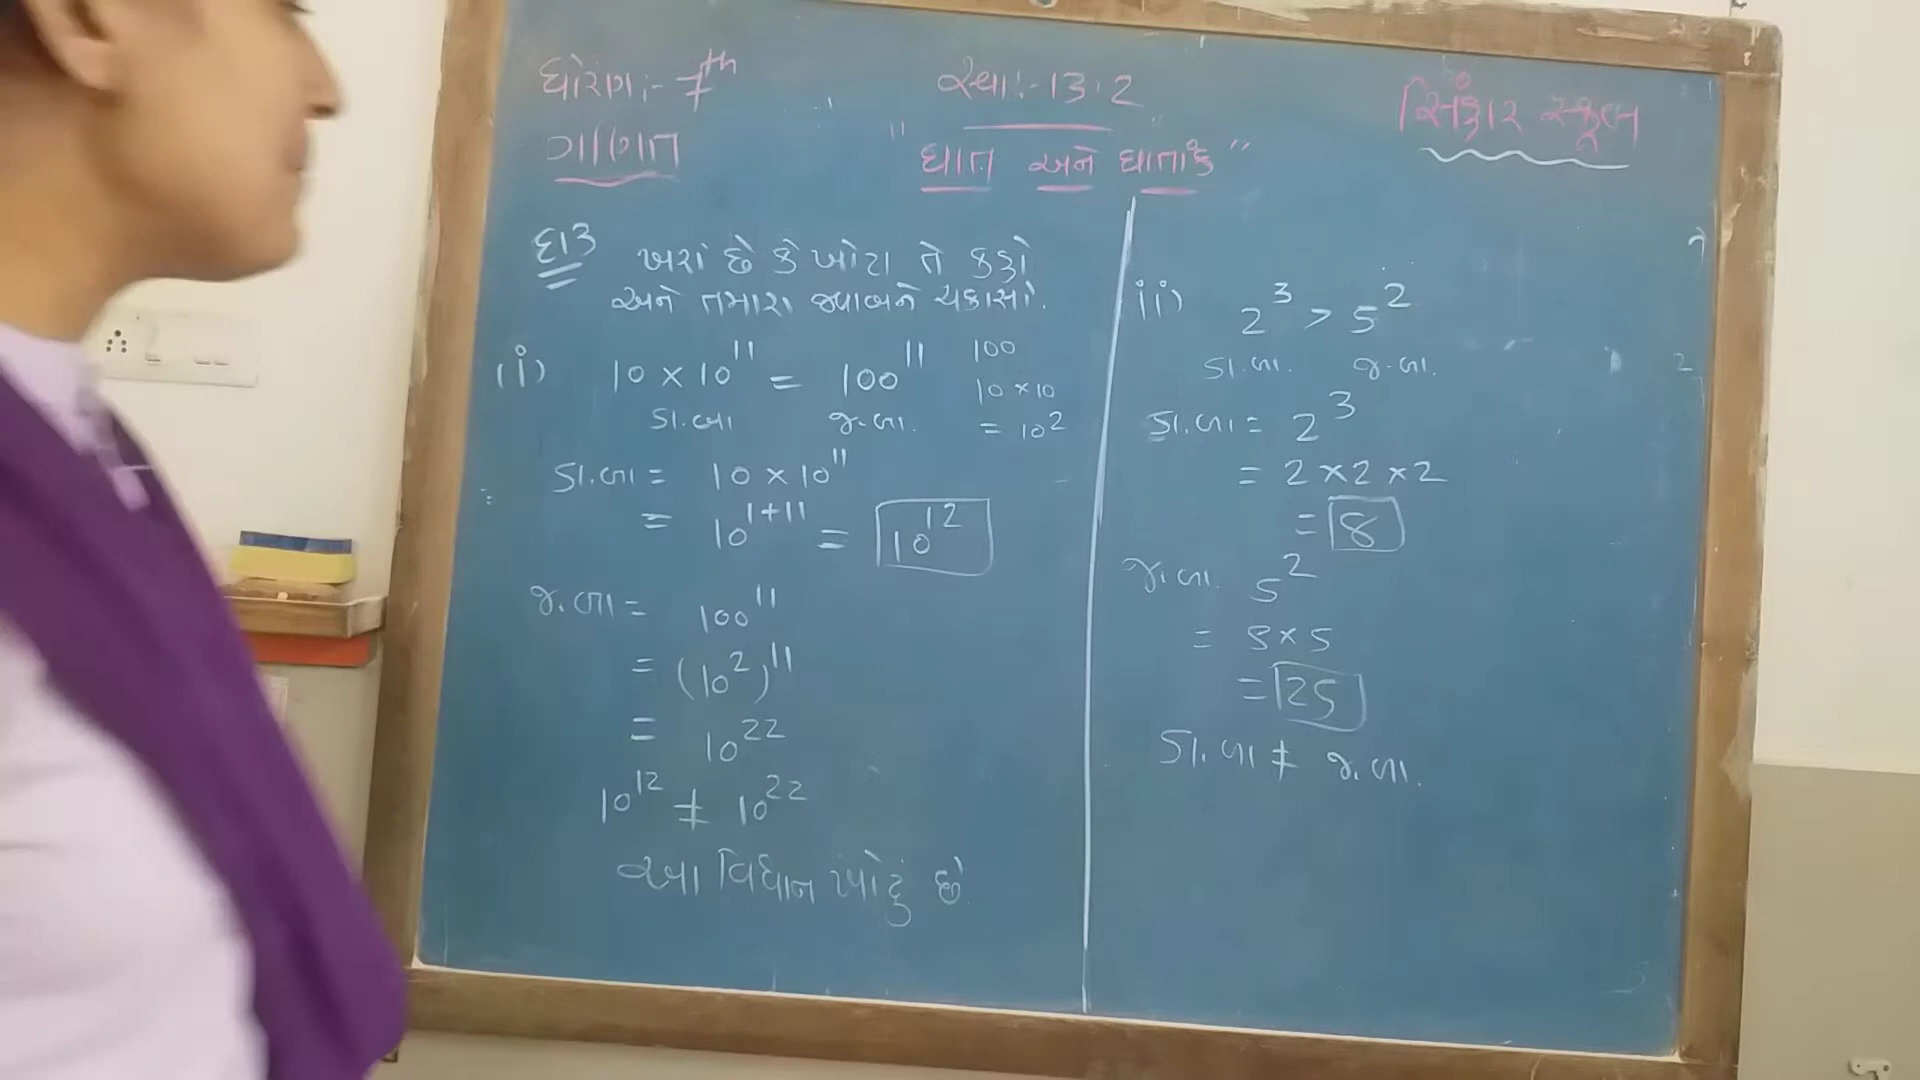 ધોરણ:- 7th
ગણિત
સ્વા:- 13.2
"ઘાત અને ઘાતાંક"
સ્કૂલ
દા 3 ખરાં છે કે ખોટા તે કહો
અને તમારા જવાબને ચકાસો.
(i) 10 × 10^11 = 100^11
ડા.બા જ.બા.
100
10 × 10
= 10^2
ડા.બા = 10 × 10^11
= 10^1+11 = 10^12
જ.બા = 100^11
= (10^2)^11
= 10^22
10^12 ≠ 10^22
આ વિધાન ખોટું છે.
ii) 2^3 > 5^2
ડા.બા. જ.બા.
ડા.બા = 2^3
= 2 × 2 × 2
= 8
જ.બા. 5^2
= 5 × 5
= 25
ડા.બા ≠ જ.બા.